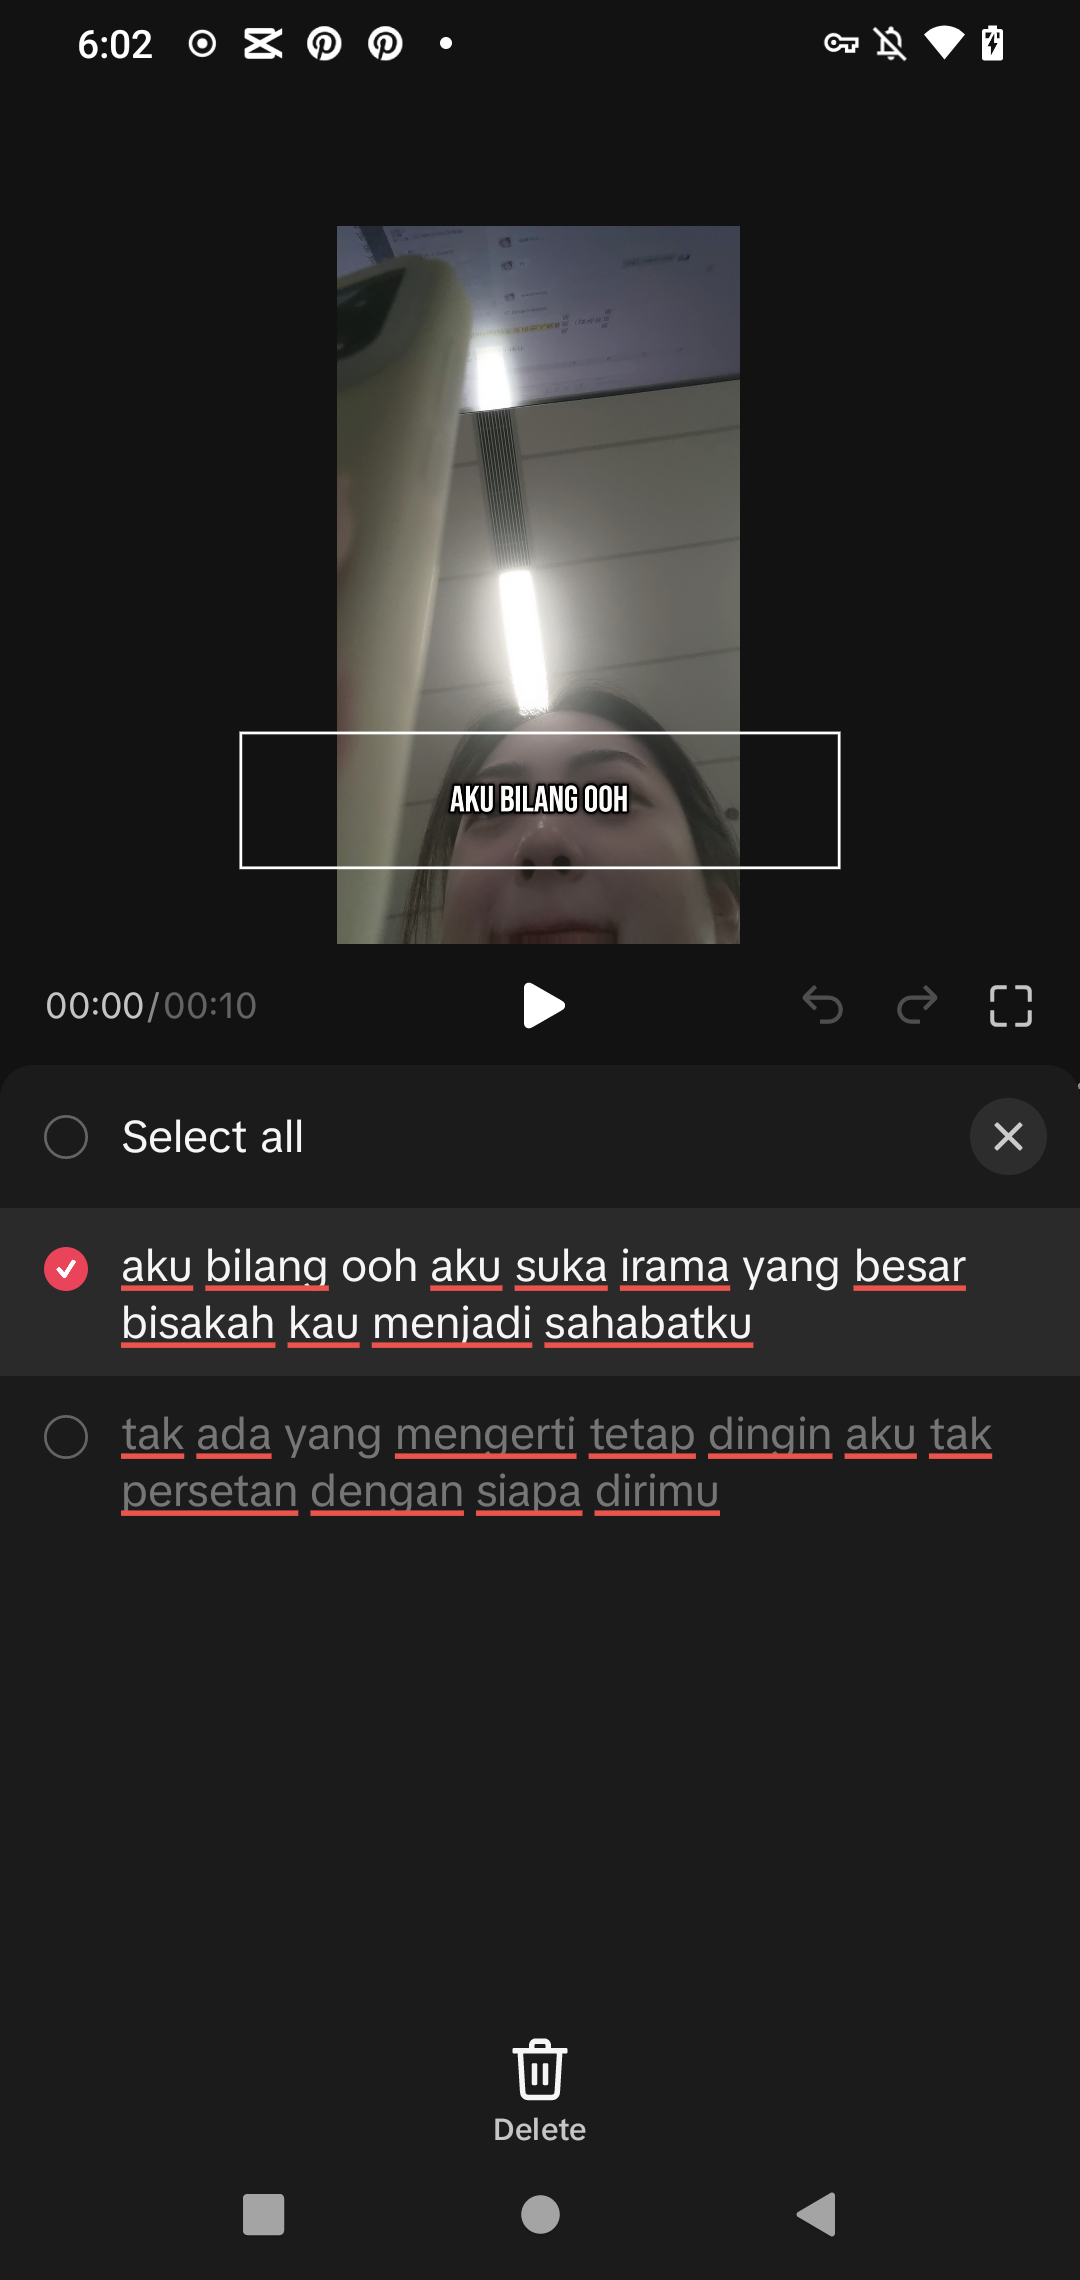 6:02
AKU BILANG OOH
00:00/00:10
Select all
aku bilang ooh aku suka irama yang besar
bisakah kau menjadi sahabatku
tak ada yang mengerti tetap dingin aku tak
persetan dengan siapa dirimu
Delete